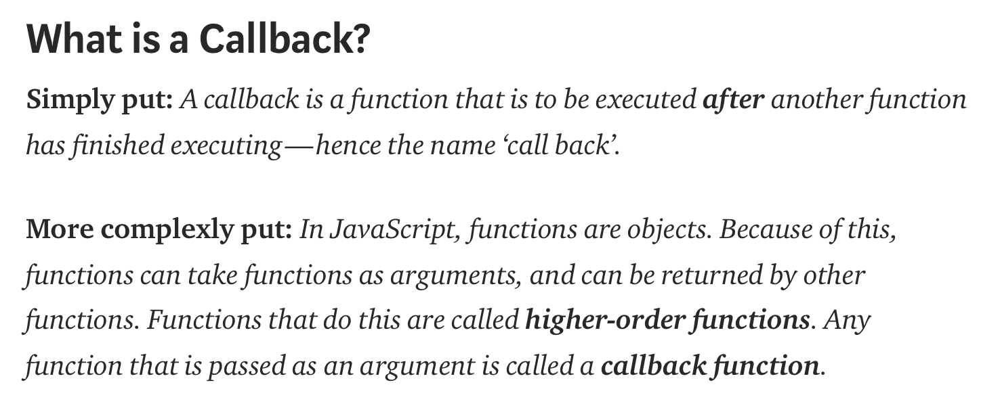 What is a Callback?
Simply put: A callback is a function that is to be executed after another function
has finished executing — hence the name ‘call back’.
More complexly put: In JavaScript, functions are objects. Because of this,
functions can take functions as arguments, and can be returned by other
functions. Functions that do this are called higher-order functions. Any
function that is passed as an argument is called a callback function.